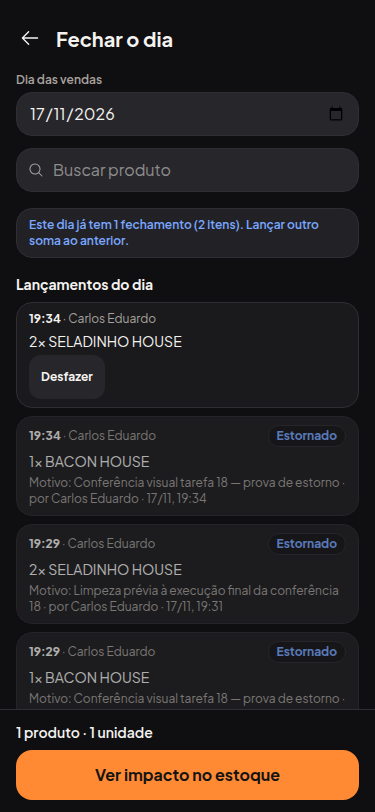 Fechar o dia
Dia das vendas
17/11/2026
Buscar produto
Este dia já tem 1 fechamento (2 itens). Lançar outro
soma ao anterior.
Lançamentos do dia
19:34 · Carlos Eduardo
2× SELADINHO HOUSE
Desfazer
19:34 · Carlos Eduardo
Estornado
1× BACON HOUSE
Motivo: Conferência visual tarefa 18 — prova de estorno ·
por Carlos Eduardo · 17/11, 19:34
19:29 · Carlos Eduardo
Estornado
2× SELADINHO HOUSE
Motivo: Limpeza prévia à execução final da conferência
18 · por Carlos Eduardo · 17/11, 19:31
19:29 · Carlos Eduardo
Estornado
1× BACON HOUSE
Motivo: Conferência visual tarefa 18 — prova de estorno ·
1 produto · 1 unidade
Ver impacto no estoque